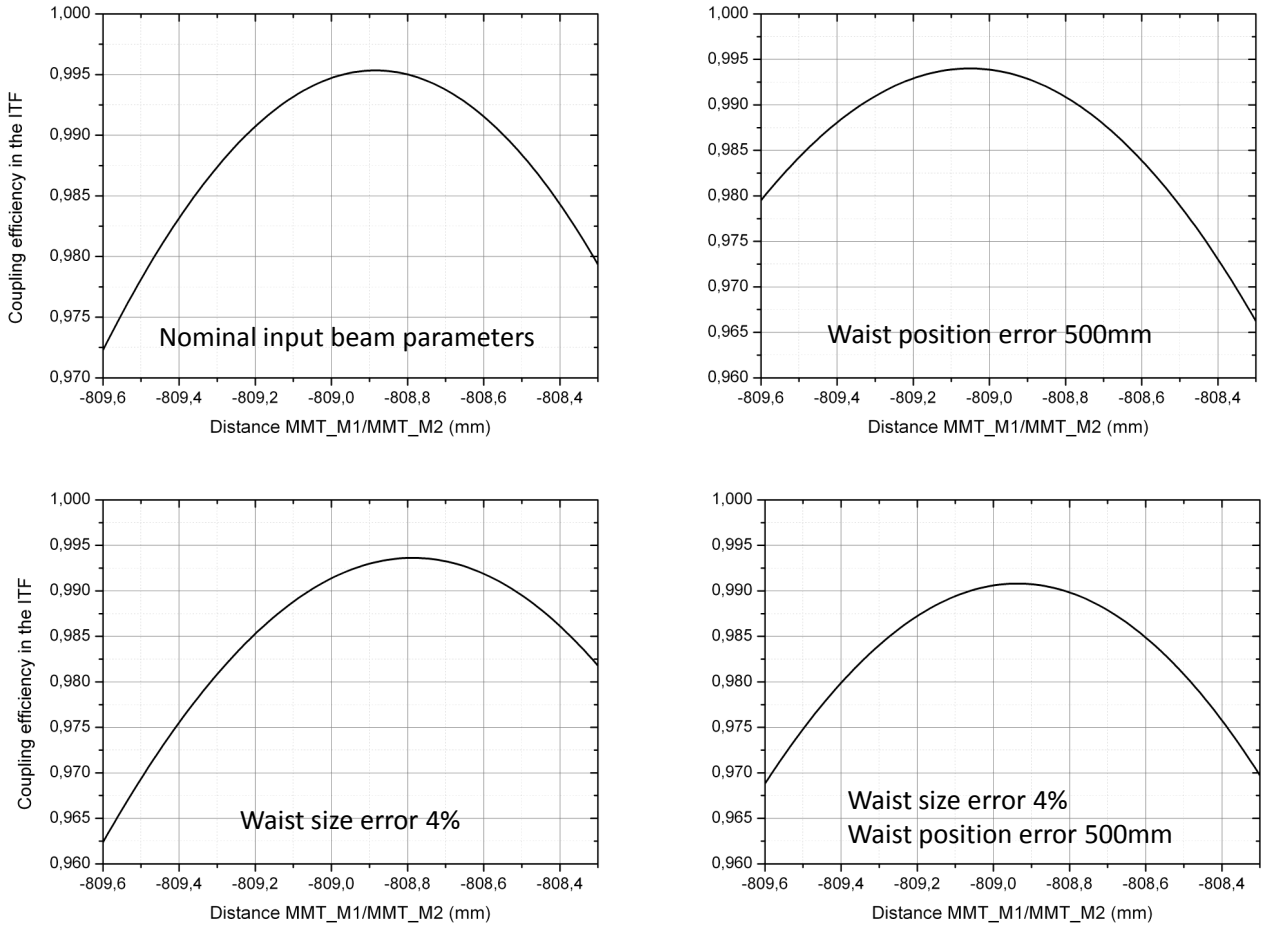 1,000
0,995
0,990
0,985
0,980
0,975
0,970
Coupling efficiency in the ITF
Nominal input beam parameters
-809,6 -809,4 -809,2 -809,0 -808,8 -808,6 -808,4
Distance MMT_M1/MMT_M2 (mm)
1,000
0,995
0,990
0,985
0,980
0,975
0,970
0,965
0,960
Waist position error 500mm
-809,6 -809,4 -809,2 -809,0 -808,8 -808,6 -808,4
Distance MMT_M1/MMT_M2 (mm)
1,000
0,995
0,990
0,985
0,980
0,975
0,970
0,965
0,960
Coupling efficiency in the ITF
Waist size error 4%
-809,6 -809,4 -809,2 -809,0 -808,8 -808,6 -808,4
Distance MMT_M1/MMT_M2 (mm)
1,000
0,995
0,990
0,985
0,980
0,975
0,970
0,965
0,960
Waist size error 4%
Waist position error 500mm
-809,6 -809,4 -809,2 -809,0 -808,8 -808,6 -808,4
Distance MMT_M1/MMT_M2 (mm)